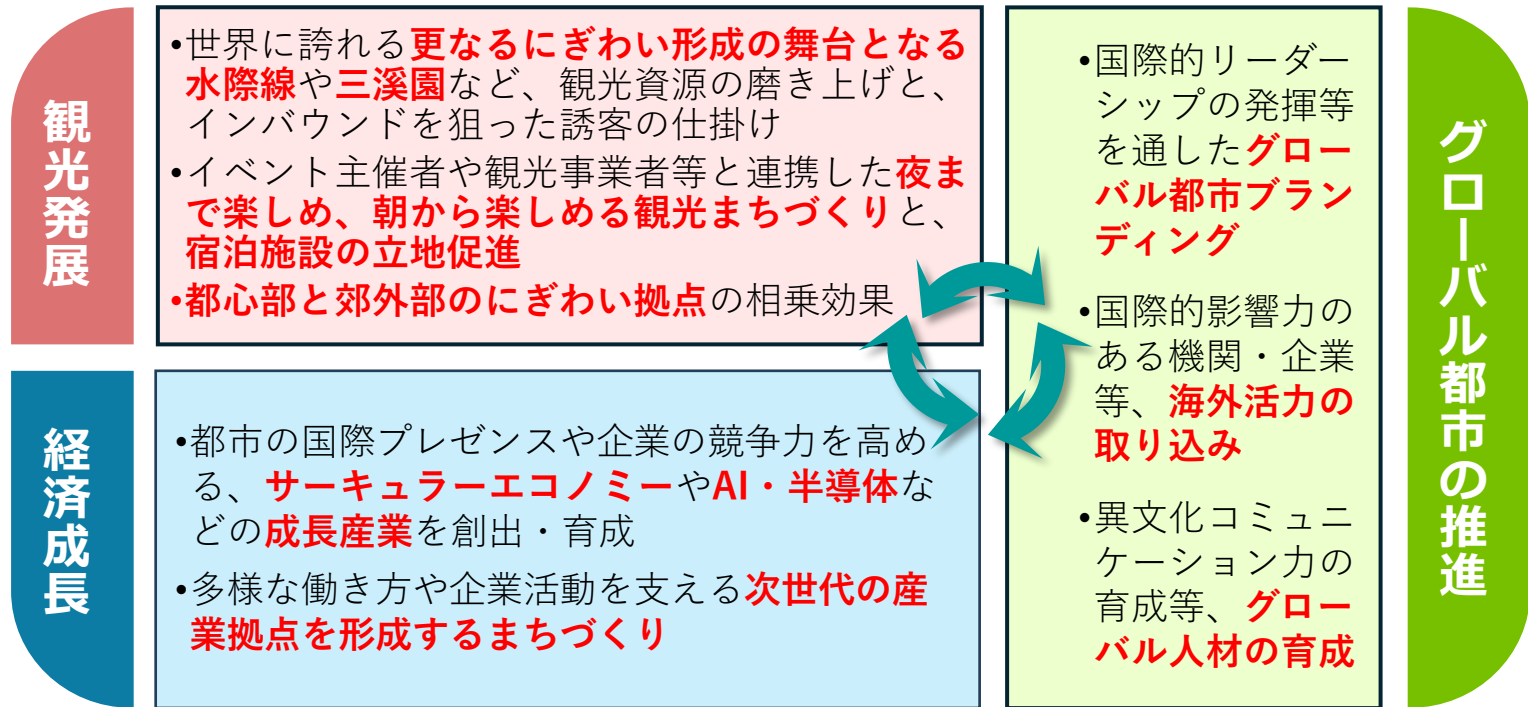 観光発展
•世界に誇れる更なるにぎわい形成の舞台となる
水際線や三溪園など、観光資源の磨き上げと、
インバウンドを狙った誘客の仕掛け
•イベント主催者や観光事業者等と連携した夜ま
で楽しめ、朝から楽しめる観光まちづくりと、
宿泊施設の立地促進
•都心部と郊外部のにぎわい拠点の相乗効果
経済成長
•都市の国際プレゼンスや企業の競争力を高め
る、サーキュラーエコノミーやAI・半導体な
どの成長産業を創出・育成
•多様な働き方や企業活動を支える次世代の産
業拠点を形成するまちづくり
•国際的リーダー
シップの発揮等
を通したグロー
バル都市ブラン
ディング
•国際的影響力の
ある機関・企業
等、海外活力の
取り込み
•異文化コミュニ
ケーション力の
育成等、グロー
バル人材の育成
グローバル都市の推進